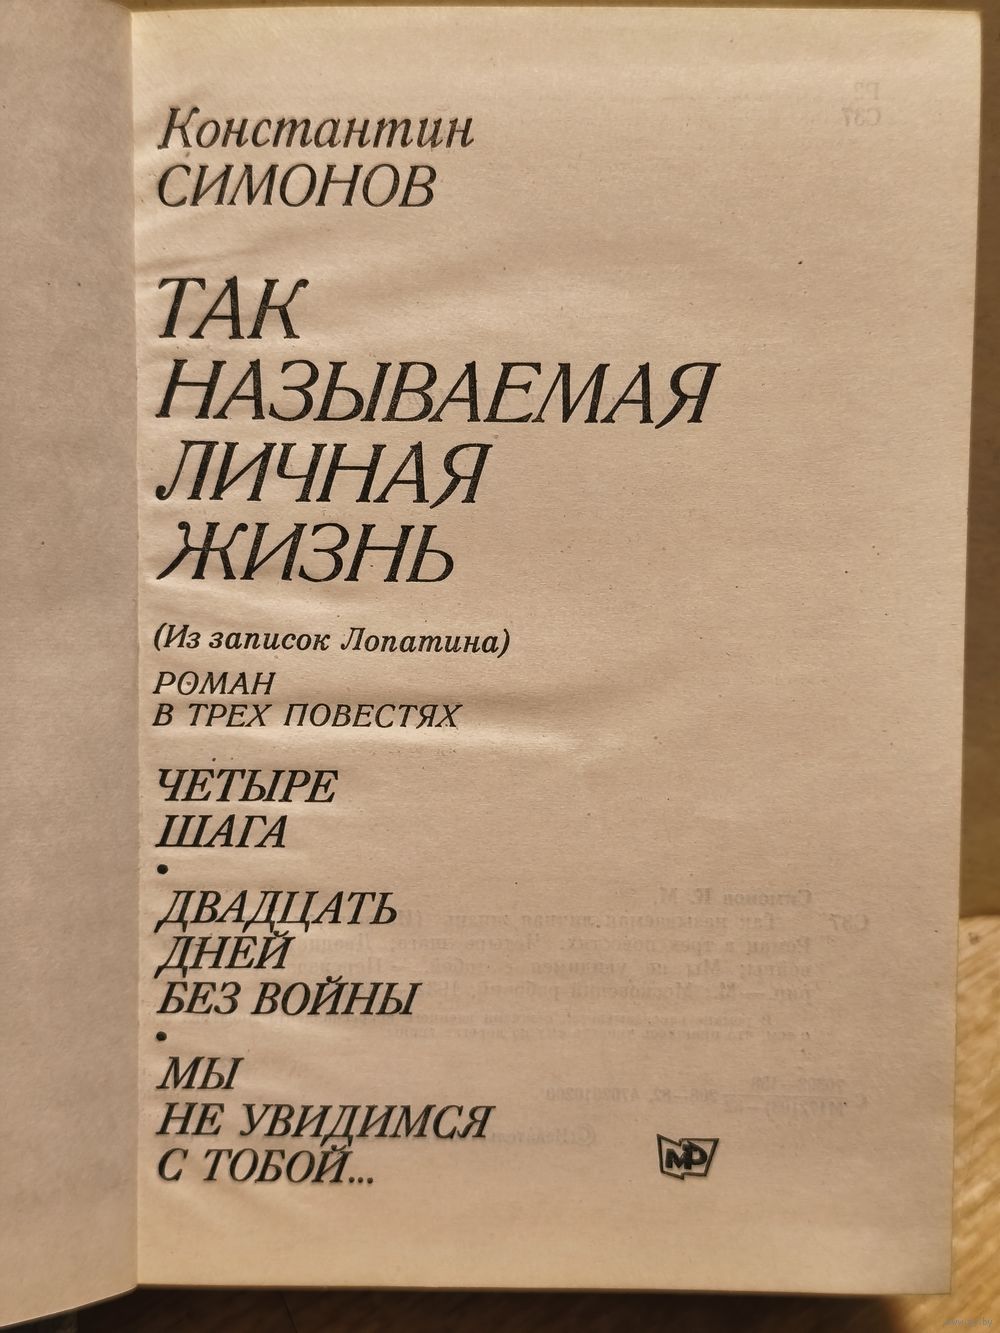 Константин
СИМОНОВ
ТАК
НАЗЫВАЕМАЯ
ЛИЧНАЯ
ЖИЗНЬ
(Из записок Лопатина)
РОМАН
В ТРЕХ ПОВЕСТЯХ
ЧЕТЫРЕ
ШАГА
•
ДВАДЦАТЬ
ДНЕЙ
БЕЗ ВОЙНЫ
•
МЫ
НЕ УВИДИМСЯ
С ТОБОЙ...
МР